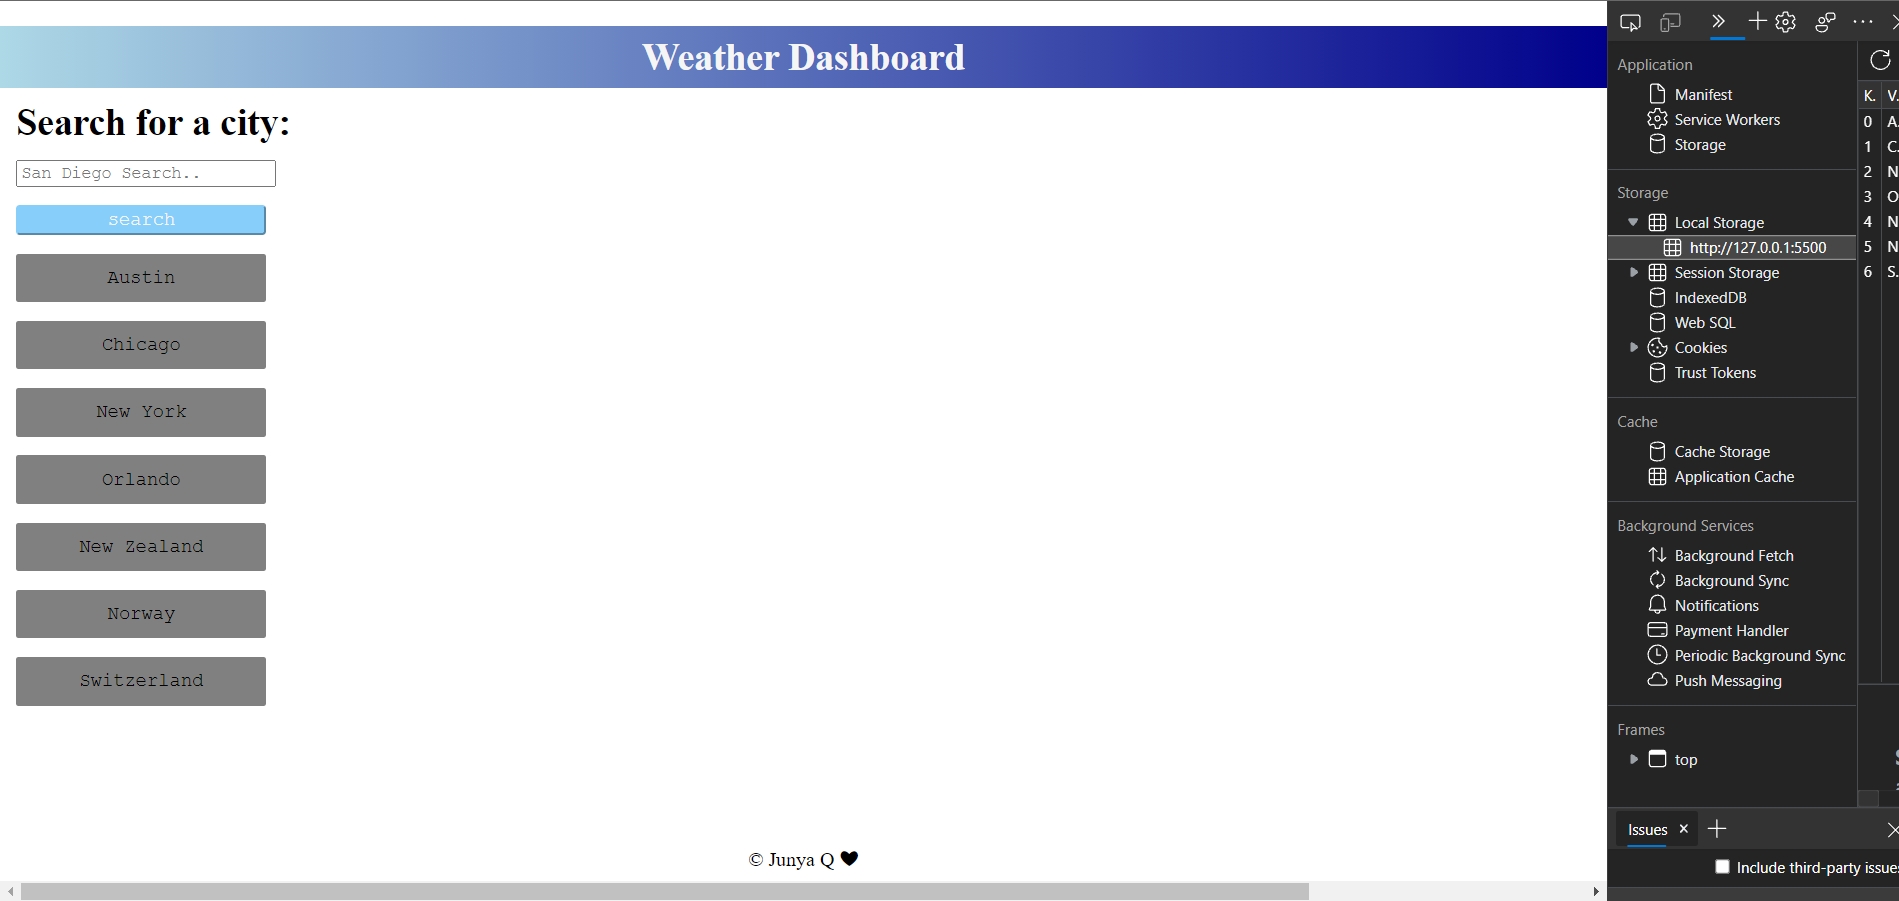 Weather Dashboard
Search for a city:
San Diego Search..
search
Austin
Chicago
New York
Orlando
New Zealand
Norway
Switzerland
© Junya Q 🖤
Application
Manifest
Service Workers
Storage
Storage
Local Storage
http://127.0.0.1:5500
Session Storage
IndexedDB
Web SQL
Cookies
Trust Tokens
Cache
Cache Storage
Application Cache
Background Services
Background Fetch
Background Sync
Notifications
Payment Handler
Periodic Background Sync
Push Messaging
Frames
top
K. V.
0 A.
1 C.
2 N
3 O
4 N
5 N
6 S.
Issues
Include third-party issues